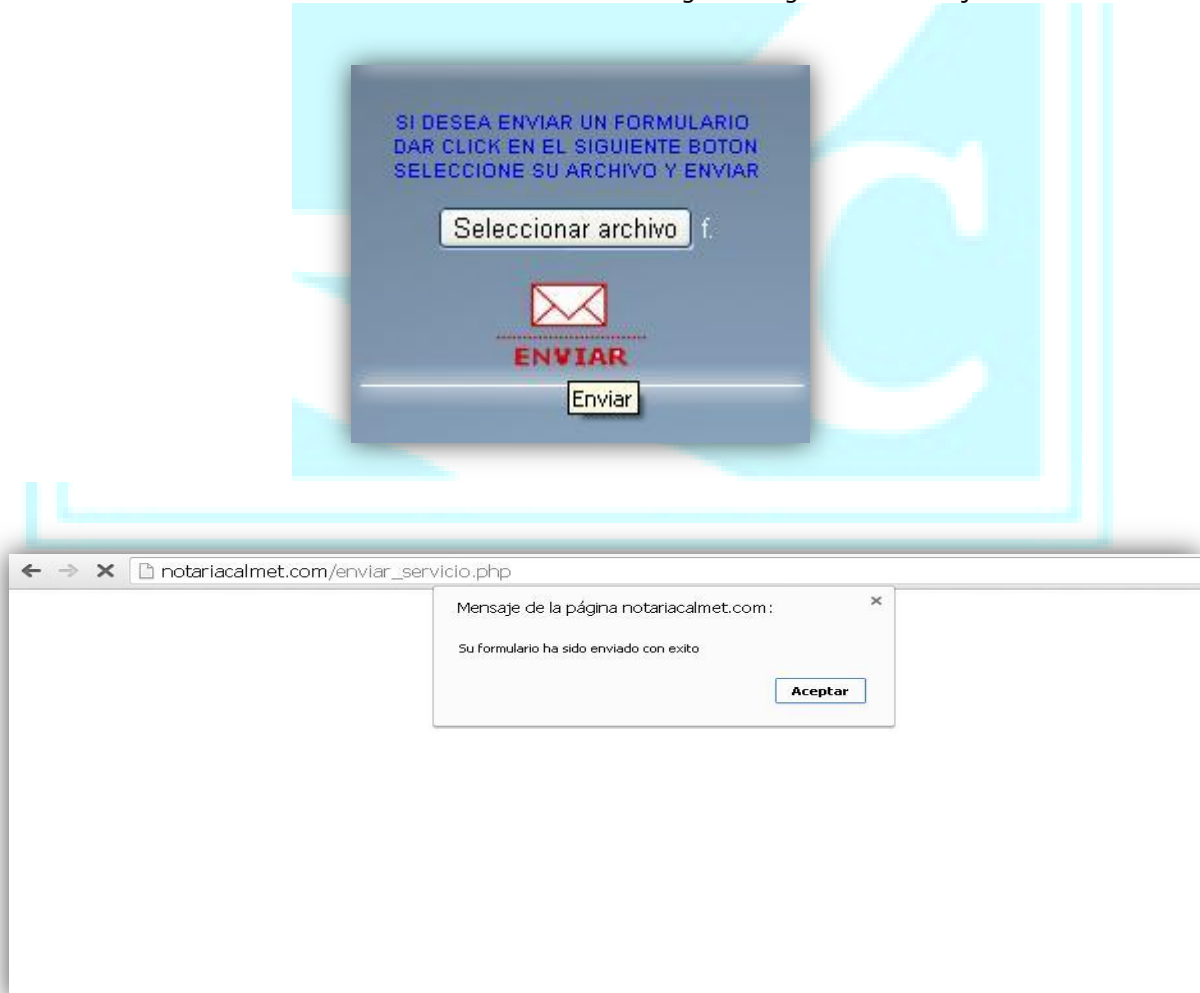 SI DESEA ENVIAR UN FORMULARIO
DAR CLICK EN EL SIGUIENTE BOTON
SELECCIONE SU ARCHIVO Y ENVIAR
Seleccionar archivo f.
ENVIAR
Enviar
notariacalmet.com/enviar_servicio.php
Mensaje de la página notariacalmet.com:
Su formulario ha sido enviado con exito
Aceptar